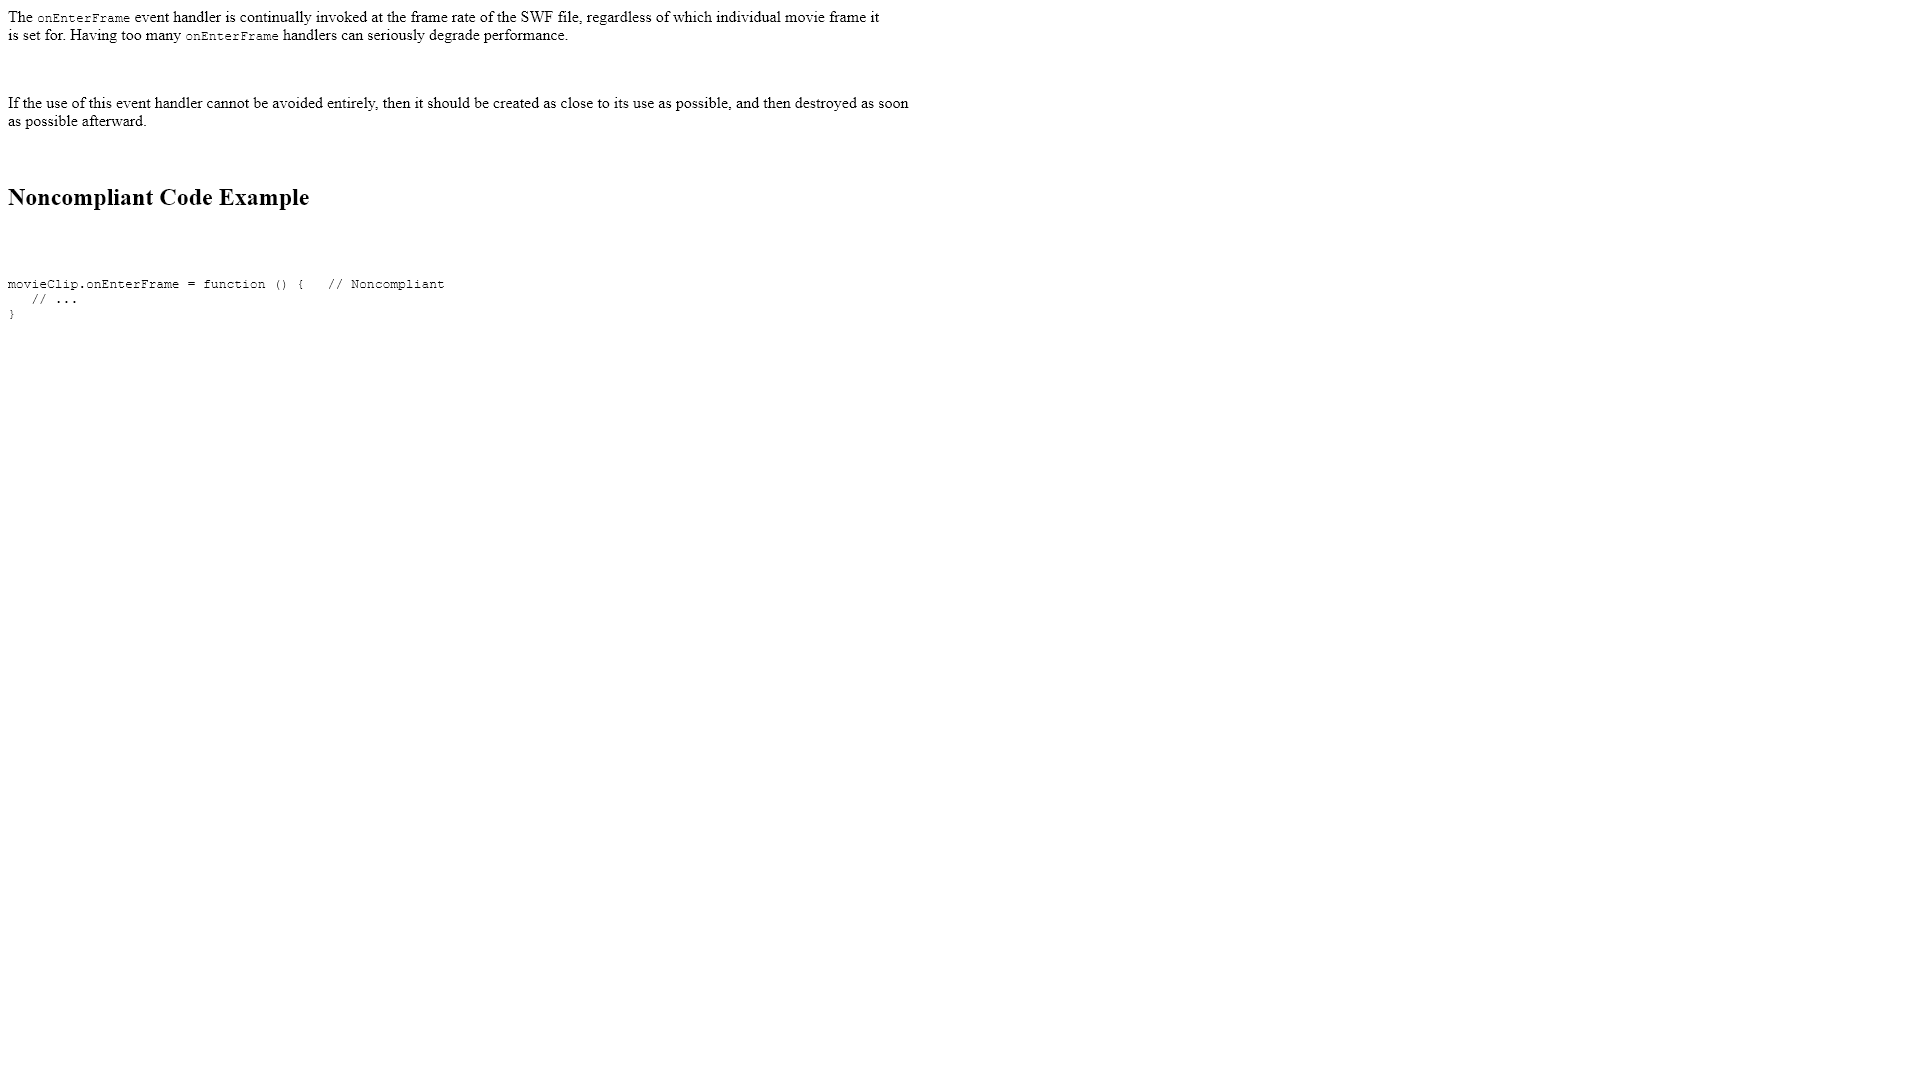 The onEnterFrame event handler is continually invoked at the frame rate of the SWF file, regardless of which individual movie frame it
is set for. Having too many onEnterFrame handlers can seriously degrade performance.
If the use of this event handler cannot be avoided entirely, then it should be created as close to its use as possible, and then destroyed as soon
as possible afterward.
Noncompliant Code Example
movieClip.onEnterFrame = function () {   // Noncompliant
   // ...
}